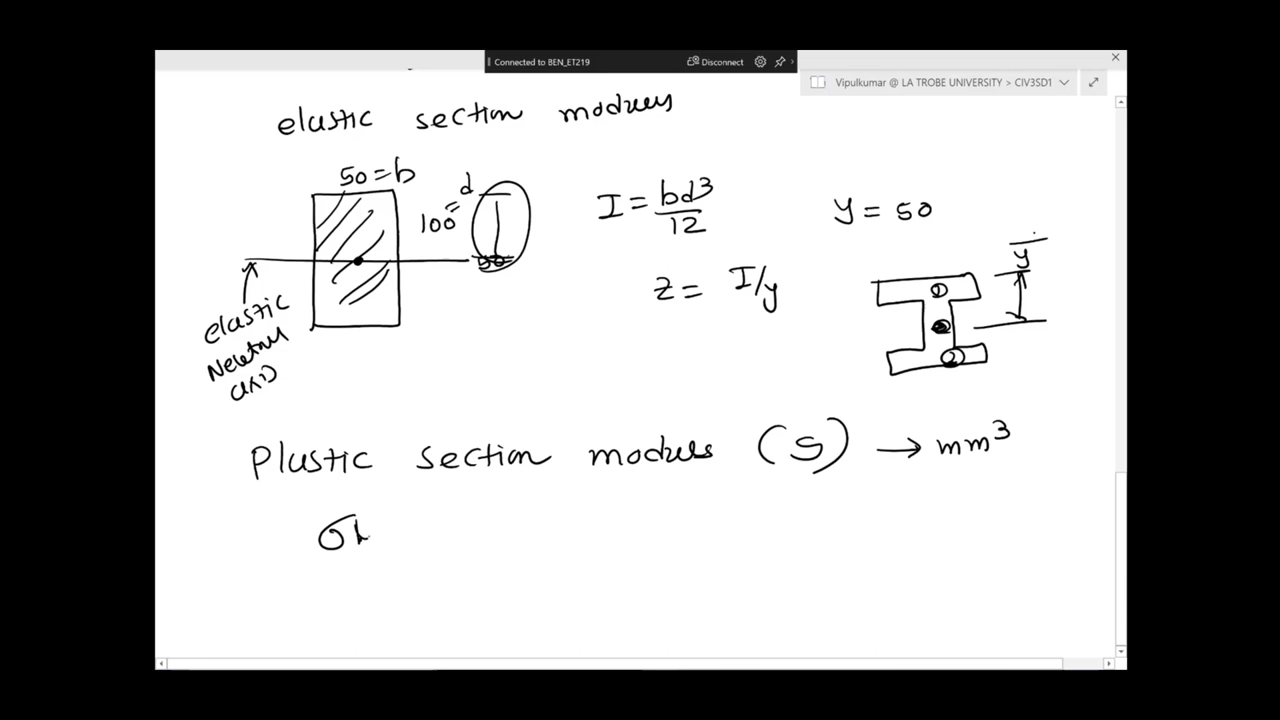 Connected to BEN_ET219
Disconnect
Vipulkumar @ LA TROBE UNIVERSITY > CIV3SD1
elastic section modulus
50 = b
d
=
100
50
I = bd³/12
y = 50
Z = I/y
y
1
2
elastic
Neutral
axis
Plastic section modulus (S) → mm³
σ